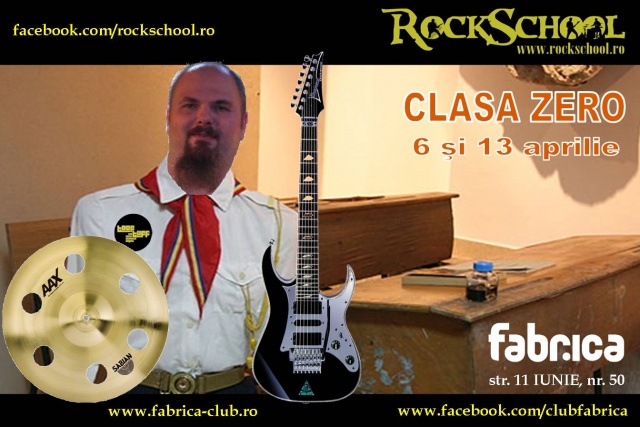 facebook.com/rockschool.ro
ROCKSCHOOL
www.rockschool.ro
CLASA ZERO
6 şi 13 aprilie
AAX
SABIAN
fabrica
str. 11 IUNIE, nr. 50
www.fabrica-club.ro
www.facebook.com/clubfabrica